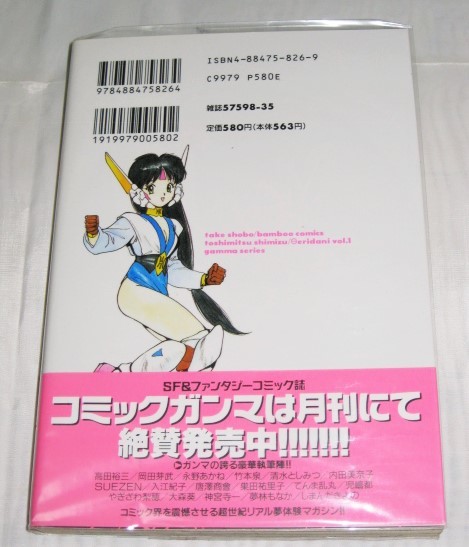 ISBN4-88475-826-9
C9979 P580E
9784884758264
雑誌57598-35
1919979005802
定価580円(本体563円)
take shobo/bamboo comics
toshimitsu shimizu/@eridani vol.1
gamma series
SF&ファンタジーコミック誌
コミックガンマは月刊にて
絶賛発売中!!!!!!!
ガンマの誇る豪華執筆陣!!
高田裕三/岡田芽武/永野あかね/竹本泉/清水としみつ/内田美奈子
SUEZEN/入江紀子/唐澤商會/東田祐里子/てんま乱丸/児嶋都
やさきわ梨恵/大森葵/神宮寺一/夢林もなか/
コミック界を震憾させる超世紀リアル夢体験マガジン!!